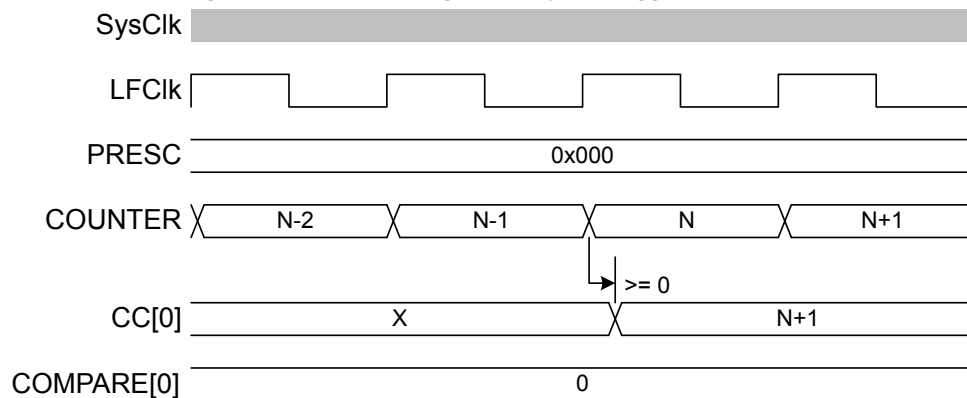 SysClk
LFClk
PRESC
0x000
COUNTER
N-2
N-1
N
N+1
>= 0
CC[0]
X
N+1
COMPARE[0]
0